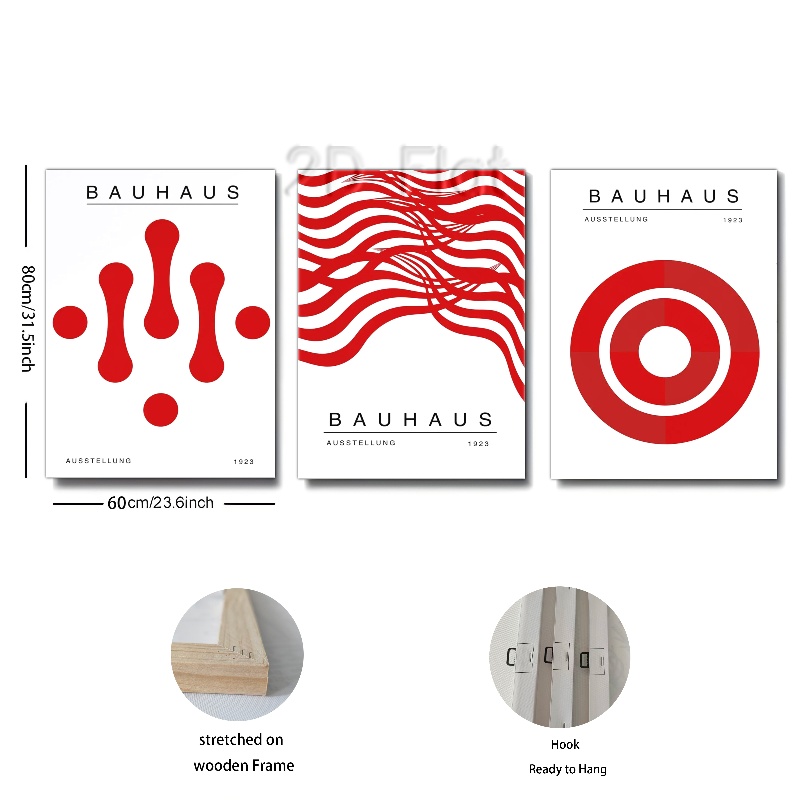 2D Flat
BAUHAUS
AUSSTELLUNG 1923
80cm/31.5inch
60cm/23.6inch
BAUHAUS
AUSSTELLUNG 1923
BAUHAUS
AUSSTELLUNG 1923
stretched on
wooden Frame
Hook
Ready to Hang